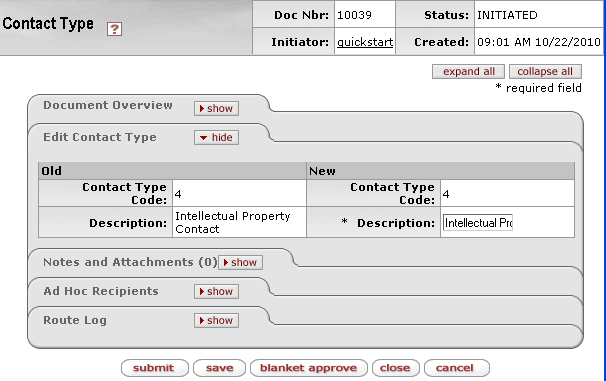 Contact Type ?
Doc Nbr: 10039 Status: INITIATED
Initiator: quickstart Created: 09:01 AM 10/22/2010
expand all collapse all
* required field
Document Overview show
Edit Contact Type hide
Old New
Contact Type Code: 4 Contact Type Code: 4
Description: Intellectual Property Contact * Description: Intellectual Pro
Notes and Attachments (0) show
Ad Hoc Recipients show
Route Log show
submit save blanket approve close cancel